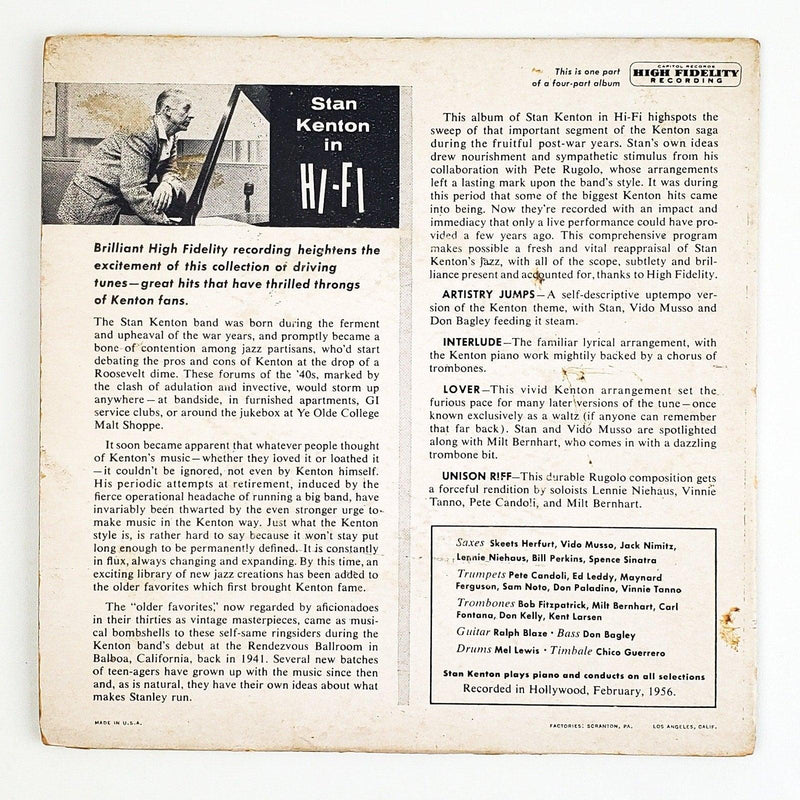 This is one part
of a four-part album
CAPITOL RECORDS
HIGH FIDELITY
RECORDING
Stan
Kenton
in
HI-FI
Brilliant High Fidelity recording heightens the
excitement of this collection of driving
tunes—great hits that have thrilled throngs
of Kenton fans.
The Stan Kenton band was born during the ferment
and upheaval of the war years, and promptly became a
bone of contention among jazz partisans, who'd start
debating the pros and cons of Kenton at the drop of a
Roosevelt dime. These forums of the '40s, marked by
the clash of adulation and invective, would storm up
anywhere—at bandside, in furnished apartments, GI
service clubs, or around the jukebox at Ye Olde College
Malt Shoppe.
It soon became apparent that whatever people thought
of Kenton's music—whether they loved it or loathed it
—it couldn't be ignored, not even by Kenton himself.
His periodic attempts at retirement, induced by the
fierce operational headache of running a big band, have
invariably been thwarted by the even stronger urge to
make music in the Kenton way. Just what the Kenton
style is, is rather hard to say because it won't stay put
long enough to be permanently defined. It is constantly
in flux, always changing and expanding. By this time, an
exciting library of new jazz creations has been added to
the older favorites which first brought Kenton fame.
The "older favorites," now regarded by aficionadoes
in their thirties as vintage masterpieces, came as musi-
cal bombshells to these self-same ringsiders during the
Kenton band's debut at the Rendezvous Ballroom in
Balboa, California, back in 1941. Several new batches
of teen-agers have grown up with the music since then
and, as is natural, they have their own ideas about what
makes Stanley run.
This album of Stan Kenton in Hi-Fi highspots the
sweep of that important segment of the Kenton saga
during the fruitful post-war years. Stan's own ideas
drew nourishment and sympathetic stimulus from his
collaboration with Pete Rugolo, whose arrangements
left a lasting mark upon the band's style. It was during
this period that some of the biggest Kenton hits came
into being. Now they're recorded with an impact and
immediacy that only a live performance could have pro-
vided a few years ago. This comprehensive program
makes possible a fresh and vital reappraisal of Stan
Kenton's jazz, with all of the scope, subtlety and bril-
liance present and accounted for, thanks to High Fidelity.
ARTISTRY JUMPS—A self-descriptive uptempo ver-
sion of the Kenton theme, with Stan, Vido Musso and
Don Bagley feeding it steam.
INTERLUDE—The familiar lyrical arrangement, with
the Kenton piano work mightily backed by a chorus of
trombones.
LOVER—This vivid Kenton arrangement set the
furious pace for many later versions of the tune—once
known exclusively as a waltz (if anyone can remember
that far back). Stan and Vido Musso are spotlighted
along with Milt Bernhart, who comes in with a dazzling
trombone bit.
UNISON RIFF—This durable Rugolo composition gets
a forceful rendition by soloists Lennie Niehaus, Vinnie
Tanno, Pete Candoli, and Milt Bernhart.
Saxes Skeets Herfurt, Vido Musso, Jack Nimitz,
Lennie Niehaus, Bill Perkins, Spence Sinatra
Trumpets Pete Candoli, Ed Leddy, Maynard
Ferguson, Sam Noto, Don Paladino, Vinnie Tanno
Trombones Bob Fitzpatrick, Milt Bernhart, Carl
Fontana, Don Kelly, Kent Larsen
Guitar Ralph Blaze · Bass Don Bagley
Drums Mel Lewis · Timbale Chico Guerrero
Stan Kenton plays piano and conducts on all selections
Recorded in Hollywood, February, 1956.
MADE IN U.S.A.
FACTORIES: SCRANTON, PA. LOS ANGELES, CALIF.